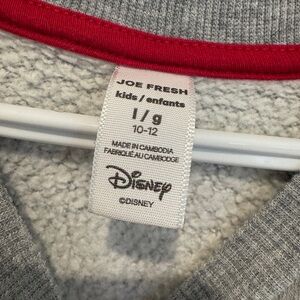 JOE FRESH
kids / enfants
l / g
10-12
MADE IN CAMBODIA
FABRIQUÉ AU CAMBODGE
Disney
©DISNEY